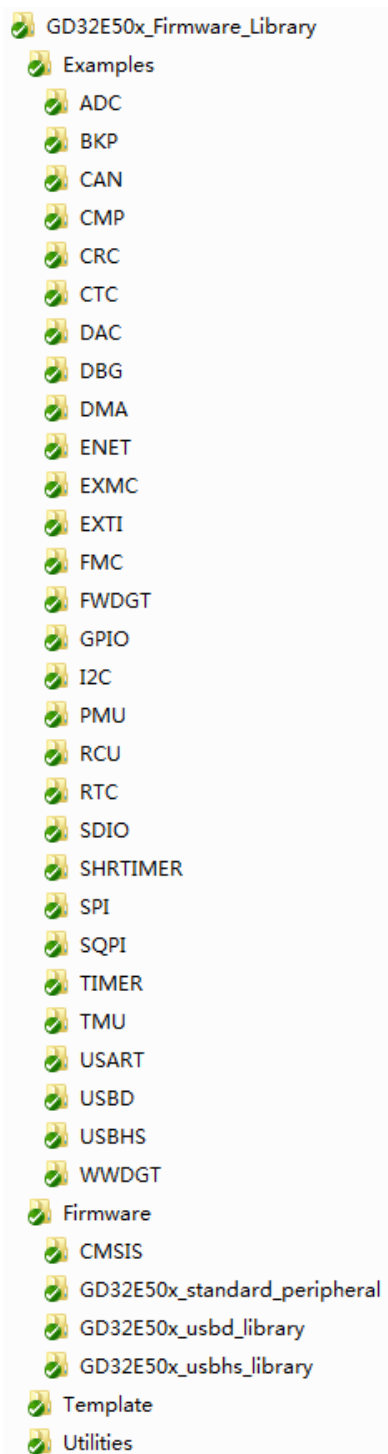 GD32E50x_Firmware_Library
Examples
ADC
BKP
CAN
CMP
CRC
CTC
DAC
DBG
DMA
ENET
EXMC
EXTI
FMC
FWDGT
GPIO
I2C
PMU
RCU
RTC
SDIO
SHRTIMER
SPI
SQPI
TIMER
TMU
USART
USBD
USBHS
WWDGT
Firmware
CMSIS
GD32E50x_standard_peripheral
GD32E50x_usbd_library
GD32E50x_usbhs_library
Template
Utilities